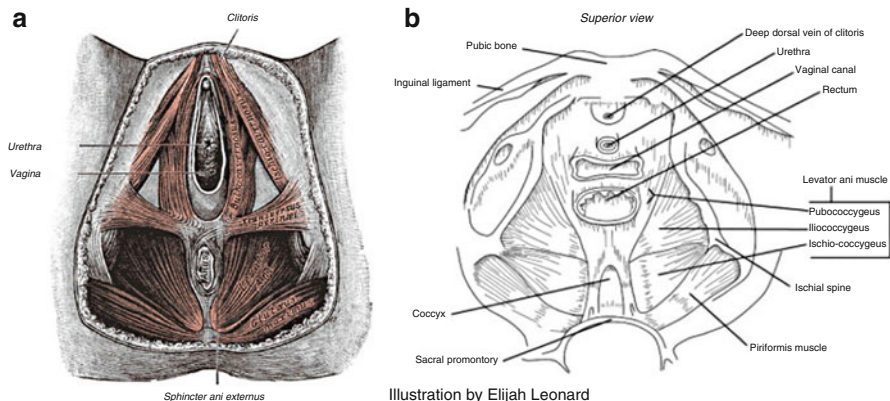 a
Clitoris
Urethra
Vagina
Sphincter ani externus
b
Superior view
Deep dorsal vein of clitoris
Pubic bone
Urethra
Vaginal canal
Inguinal ligament
Rectum
Levator ani muscle
Pubococcygeus
Iliococcygeus
Ischio-coccygeus
Ischial spine
Coccyx
Piriformis muscle
Sacral promontory
Illustration by Elijah Leonard